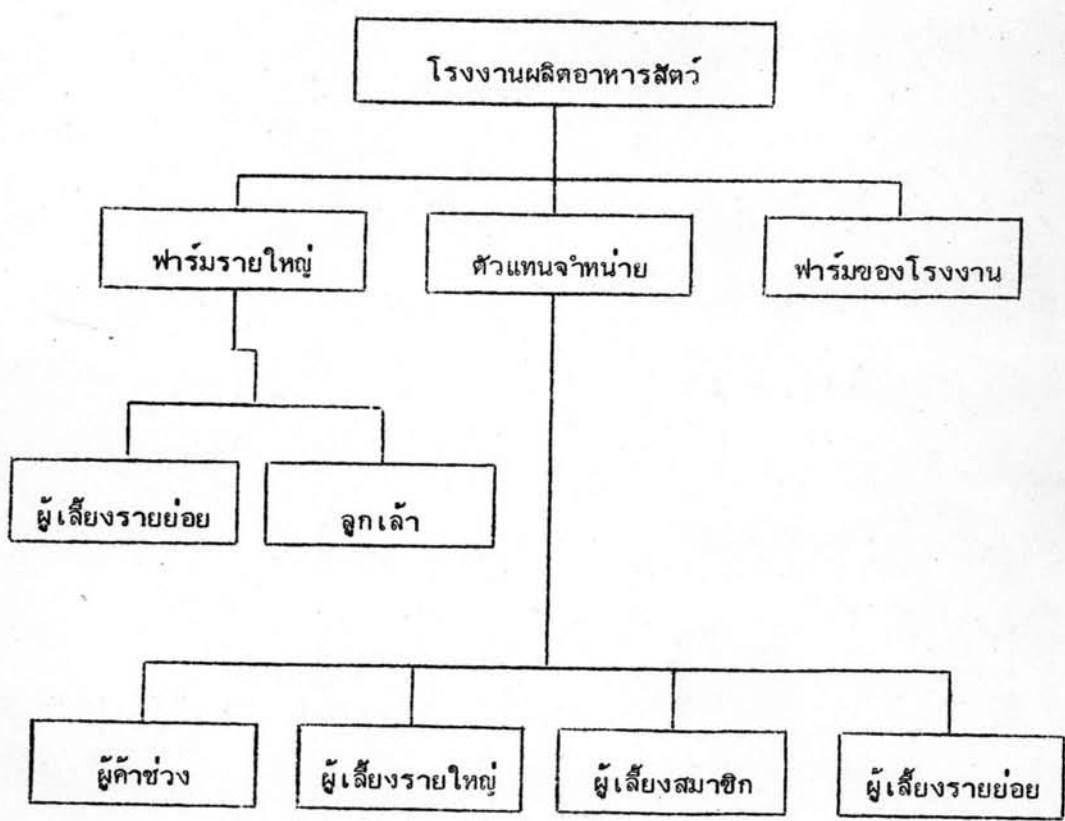 โรงงานผลิตอาหารสัตว์
ฟาร์มรายใหญ่
ตัวแทนจำหน่าย
ฟาร์มของโรงงาน
ผู้เลี้ยงรายย่อย
ลูกเล้า
ผู้ค้าช่วง
ผู้เลี้ยงรายใหญ่
ผู้เลี้ยงสมาชิก
ผู้เลี้ยงรายย่อย